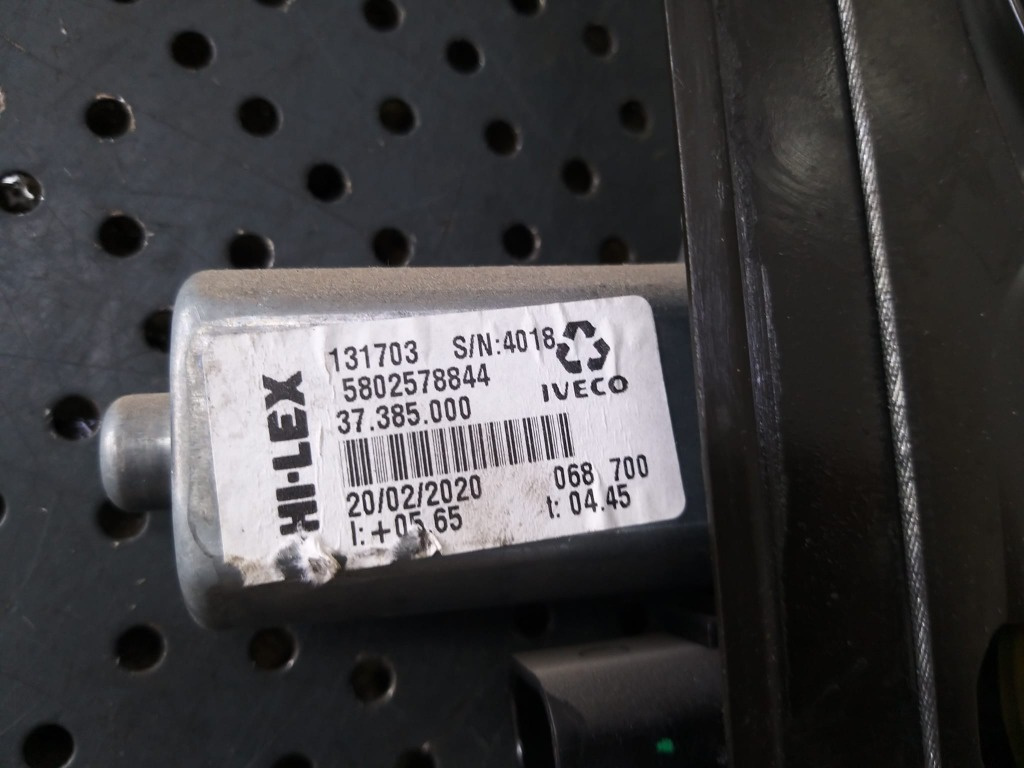 HI-LEX
131703 S/N:4018
5802578844
IVECO
37.385.000
20/02/2020 068 700
I:+05.65 t:04.45